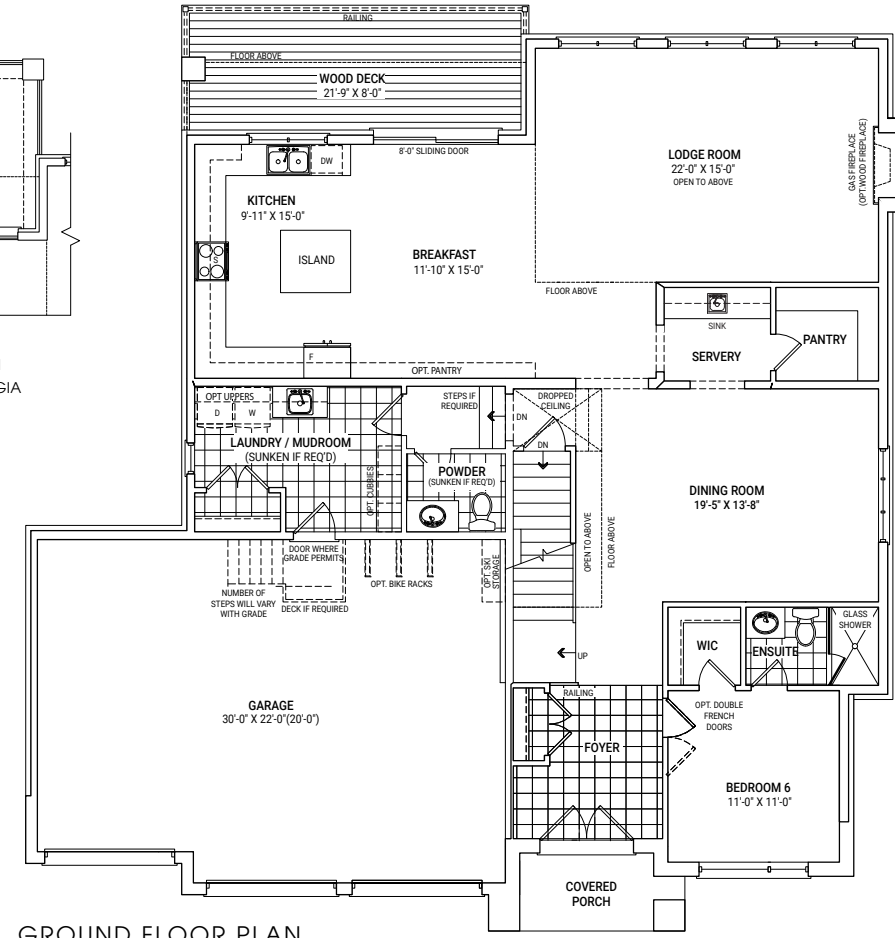 RAILING
FLOOR ABOVE
WOOD DECK
21'-9" X 8'-0"
8'-0" SLIDING DOOR
DW
KITCHEN
9'-11" X 15'-0"
S
ISLAND
BREAKFAST
11'-10" X 15'-0"
F
OPT. PANTRY
LODGE ROOM
22'-0" X 15'-0"
OPEN TO ABOVE
GAS FIREPLACE
(OPT.WOOD FIREPLACE)
FLOOR ABOVE
SINK
SERVERY
PANTRY
GIA
OPT UPPERS
D
W
LAUNDRY / MUDROOM
(SUNKEN IF REQ'D)
OPT. CUBBIES
STEPS IF
REQUIRED
DN
DROPPED
CEILING
DN
POWDER
(SUNKEN IF REQ'D)
OPEN TO ABOVE
FLOOR ABOVE
DINING ROOM
19'-5" X 13'-8"
DOOR WHERE
GRADE PERMITS
NUMBER OF
STEPS WILL VARY
WITH GRADE
DECK IF REQUIRED
OPT. BIKE RACKS
OPT. SKI
STORAGE
UP
WIC
ENSUITE
GLASS
SHOWER
GARAGE
30'-0" X 22'-0"(20'-0")
RAILING
FOYER
OPT. DOUBLE
FRENCH
DOORS
BEDROOM 6
11'-0" X 11'-0"
COVERED
PORCH
GROUND FLOOR PLAN